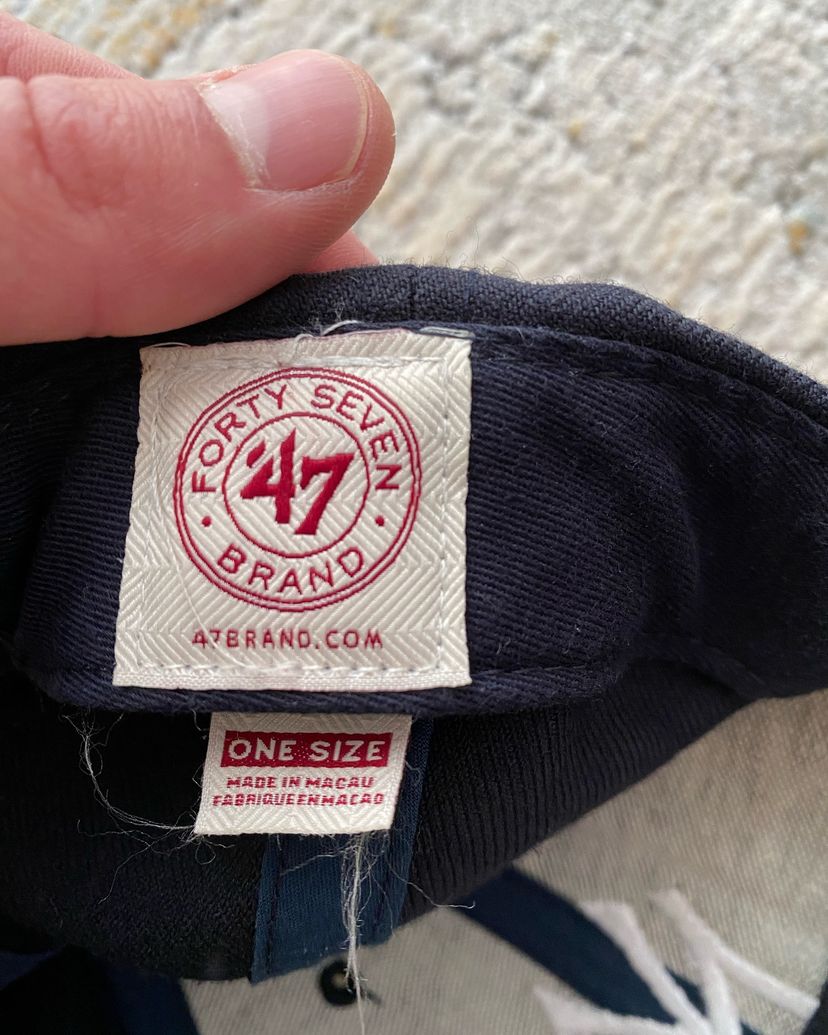 FORTY SEVEN
'47
BRAND
47BRAND.COM
ONE SIZE
MADE IN MACAU
FABRIQUEENMACAO